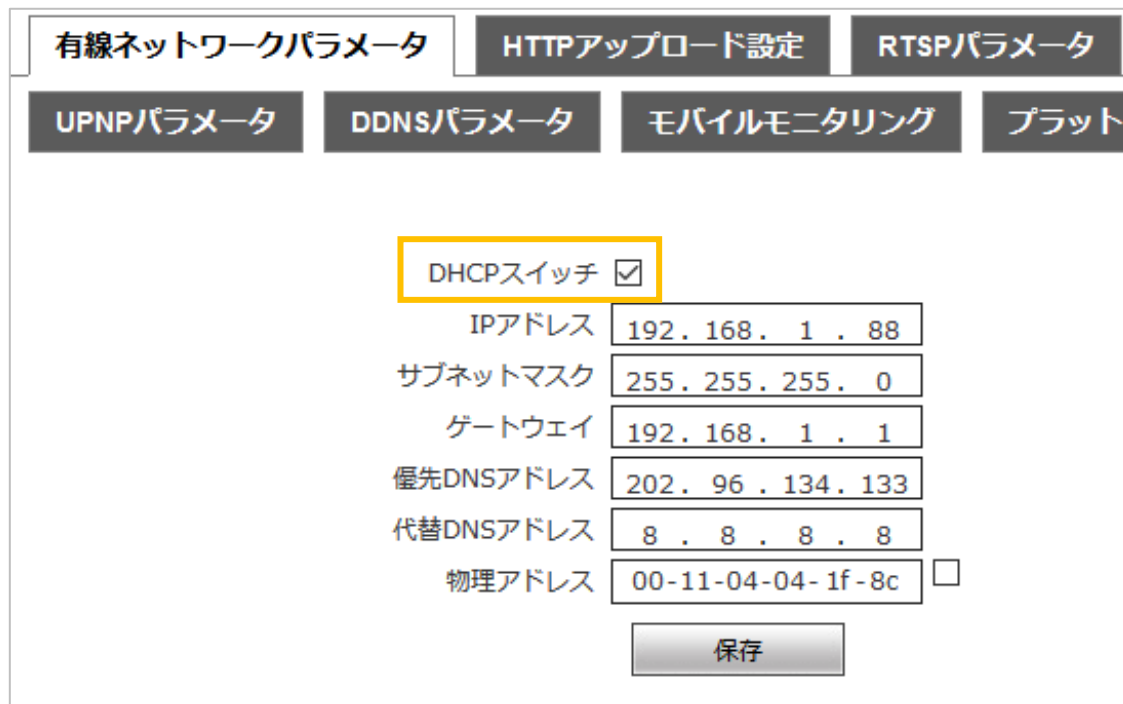 有線ネットワークパラメータ HTTPアップロード設定 RTSPパラメータ
UPNPパラメータ DDNSパラメータ モバイルモニタリング プラット
DHCPスイッチ
IPアドレス 192. 168. 1 . 88
サブネットマスク 255. 255. 255. 0
ゲートウェイ 192. 168. 1 . 1
優先DNSアドレス 202. 96 . 134. 133
代替DNSアドレス 8 . 8 . 8 . 8
物理アドレス 00-11-04-04-1f-8c
保存